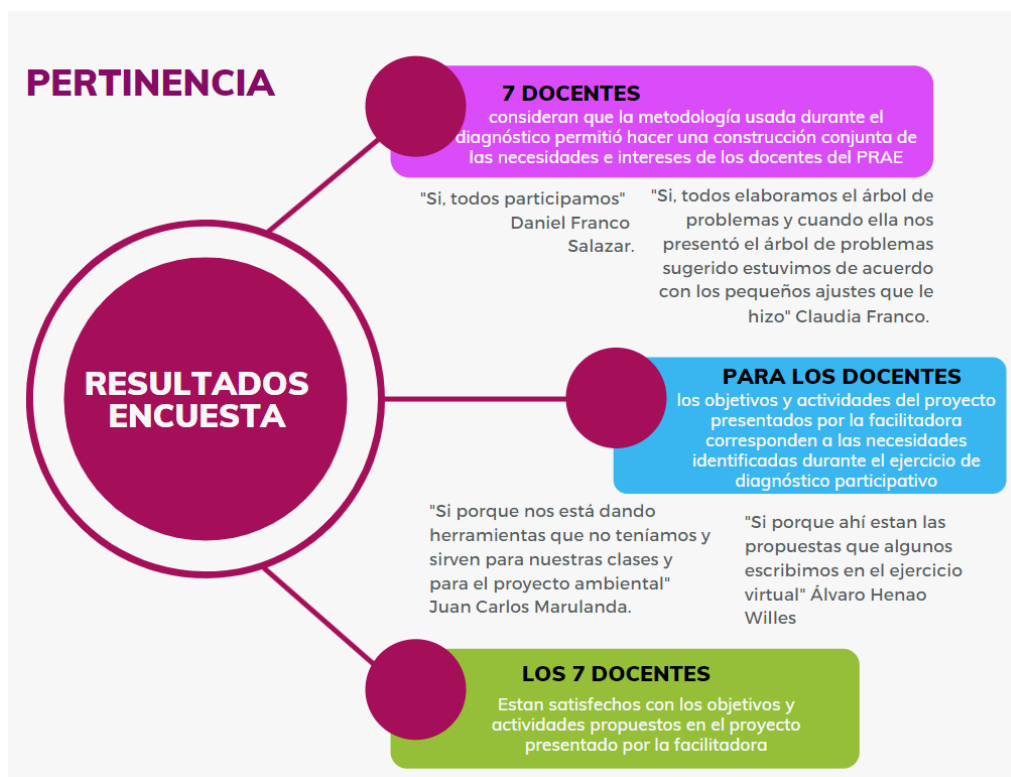 PERTINENCIA
7 DOCENTES
consideran que la metodología usada durante el
diagnóstico permitió hacer una construcción conjunta de
las necesidades e intereses de los docentes del PRAE
"Si, todos participamos"
Daniel Franco
Salazar.
"Si, todos elaboramos el árbol de
problemas y cuando ella nos
presentó el árbol de problemas
sugerido estuvimos de acuerdo
con los pequeños ajustes que le
hizo" Claudia Franco.
RESULTADOS
ENCUESTA
PARA LOS DOCENTES
los objetivos y actividades del proyecto
presentados por la facilitadora
corresponden a las necesidades
identificadas durante el ejercicio de
diagnóstico participativo
"Si porque nos está dando
herramientas que no teníamos y
sirven para nuestras clases y
para el proyecto ambiental"
Juan Carlos Marulanda.
"Si porque ahí estan las
propuestas que algunos
escribimos en el ejercicio
virtual" Álvaro Henao
Willes
LOS 7 DOCENTES
Estan satisfechos con los objetivos y
actividades propuestos en el proyecto
presentado por la facilitadora